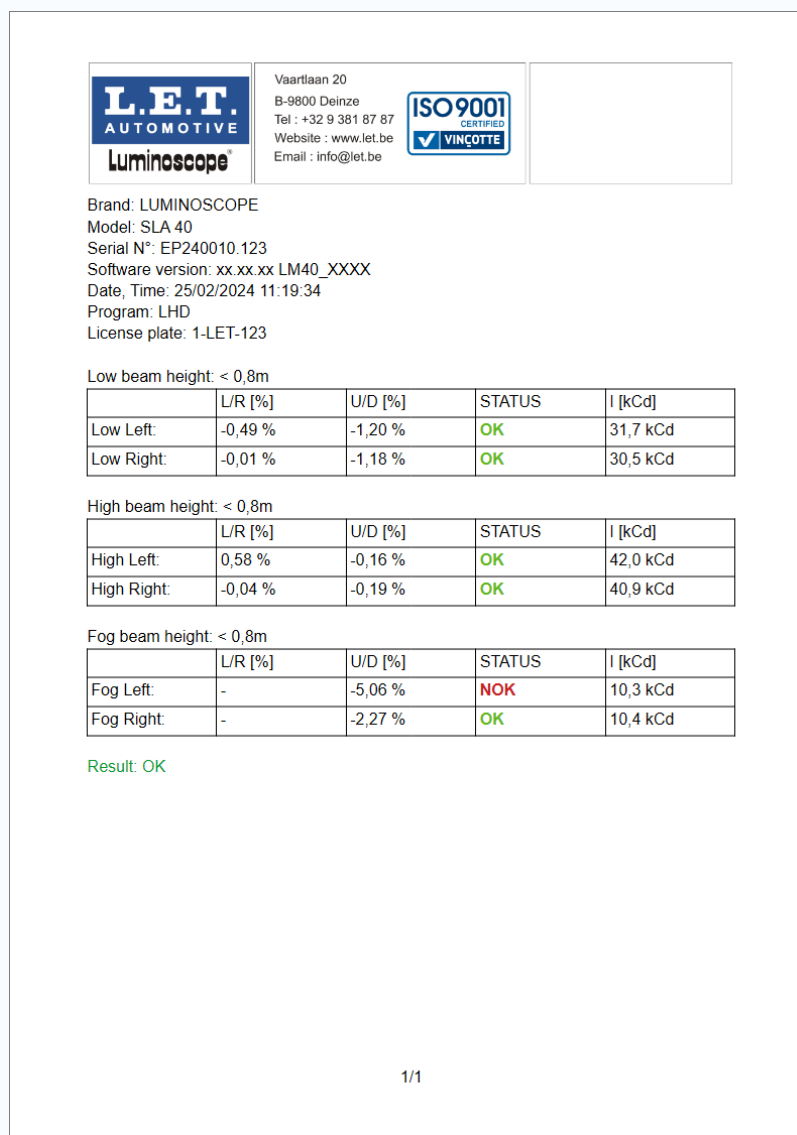 L.E.T.
AUTOMOTIVE
Luminoscope®
Vaartlaan 20
B-9800 Deinze
Tel : +32 9 381 87 87
Website : www.let.be
Email : info@let.be
ISO 9001
CERTIFIED
VINÇOTTE
Brand: LUMINOSCOPE
Model: SLA 40
Serial N°: EP240010.123
Software version: xx.xx.xx LM40_XXXX
Date, Time: 25/02/2024 11:19:34
Program: LHD
License plate: 1-LET-123
Low beam height: < 0,8m
L/R [%] U/D [%] STATUS I [kCd]
Low Left: -0,49 % -1,20 % OK 31,7 kCd
Low Right: -0,01 % -1,18 % OK 30,5 kCd
High beam height: < 0,8m
L/R [%] U/D [%] STATUS I [kCd]
High Left: 0,58 % -0,16 % OK 42,0 kCd
High Right: -0,04 % -0,19 % OK 40,9 kCd
Fog beam height: < 0,8m
L/R [%] U/D [%] STATUS I [kCd]
Fog Left: - -5,06 % NOK 10,3 kCd
Fog Right: - -2,27 % OK 10,4 kCd
Result: OK
1/1